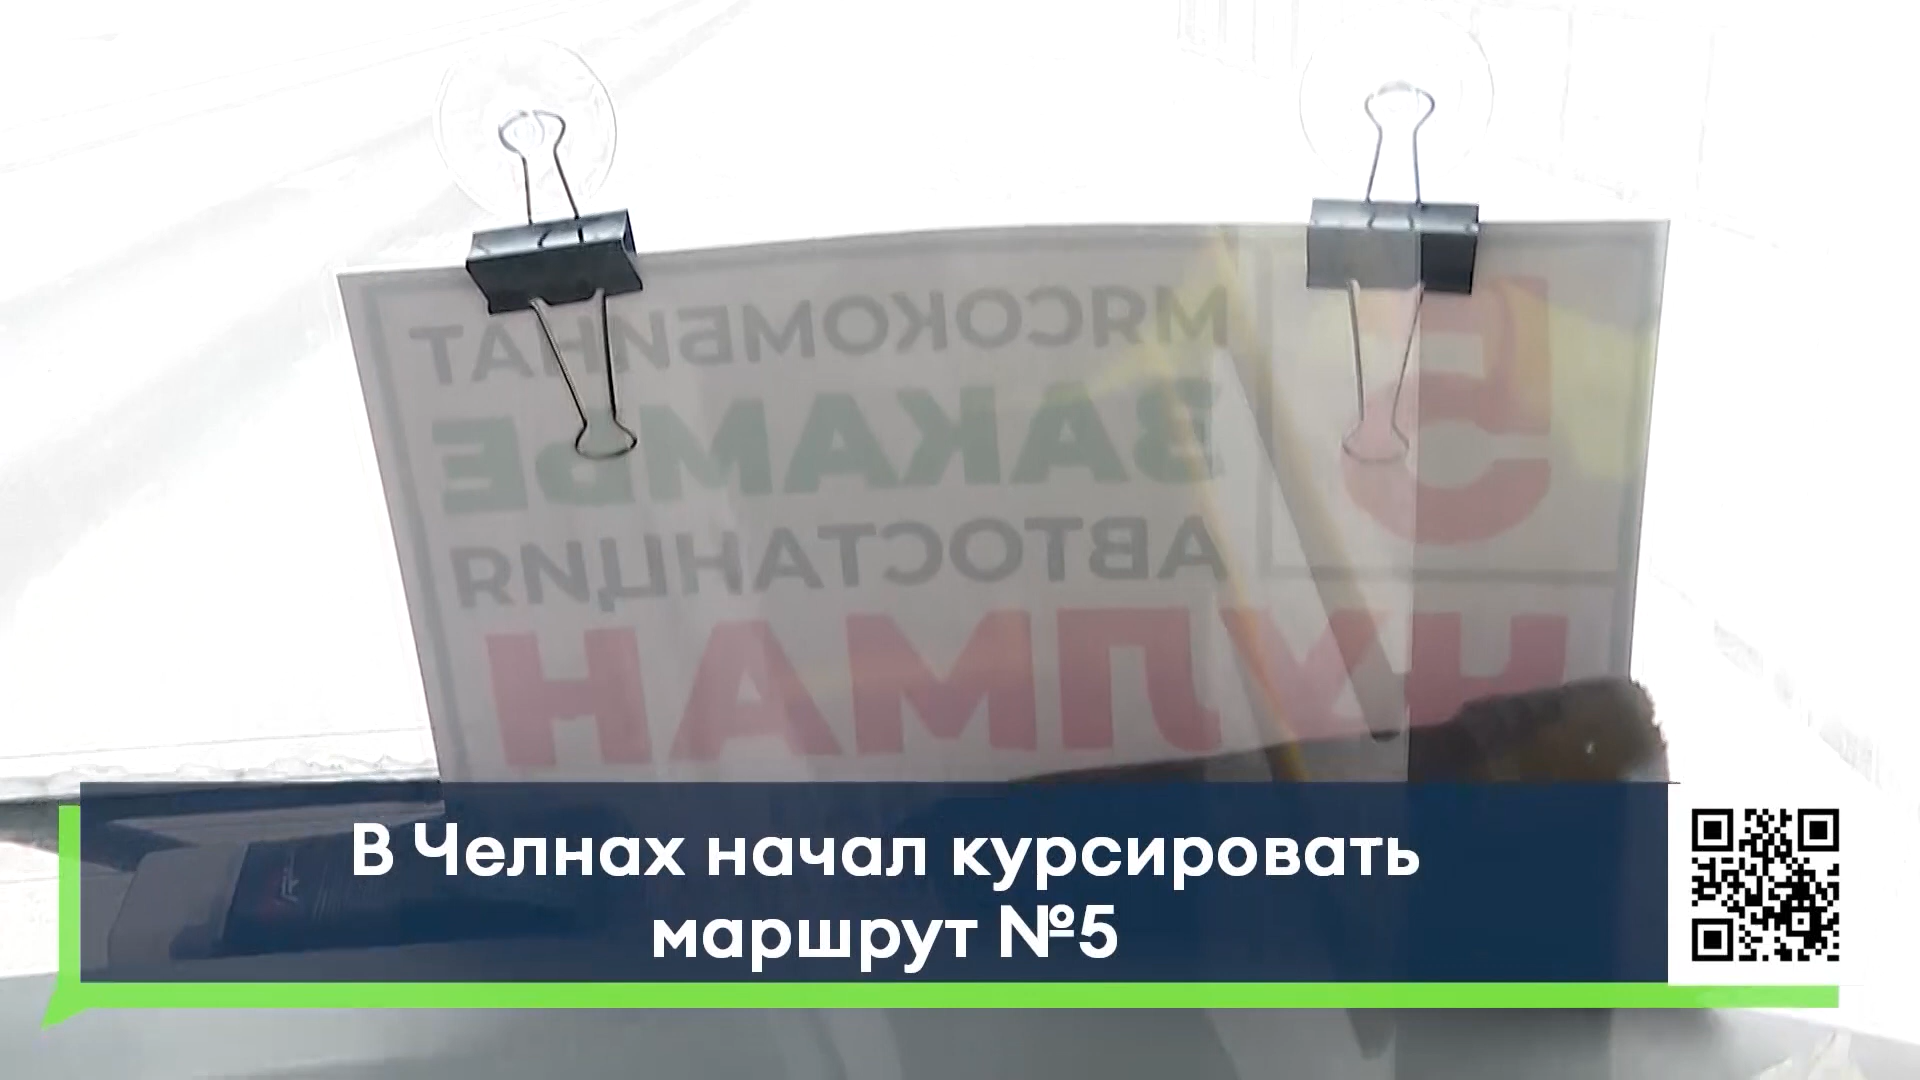 5
МЯСОКОМБИНАТ
ЗАКАМЬЕ
АВТОСТАНЦИЯ
ЧУЛМАН
В Челнах начал курсировать
маршрут №5